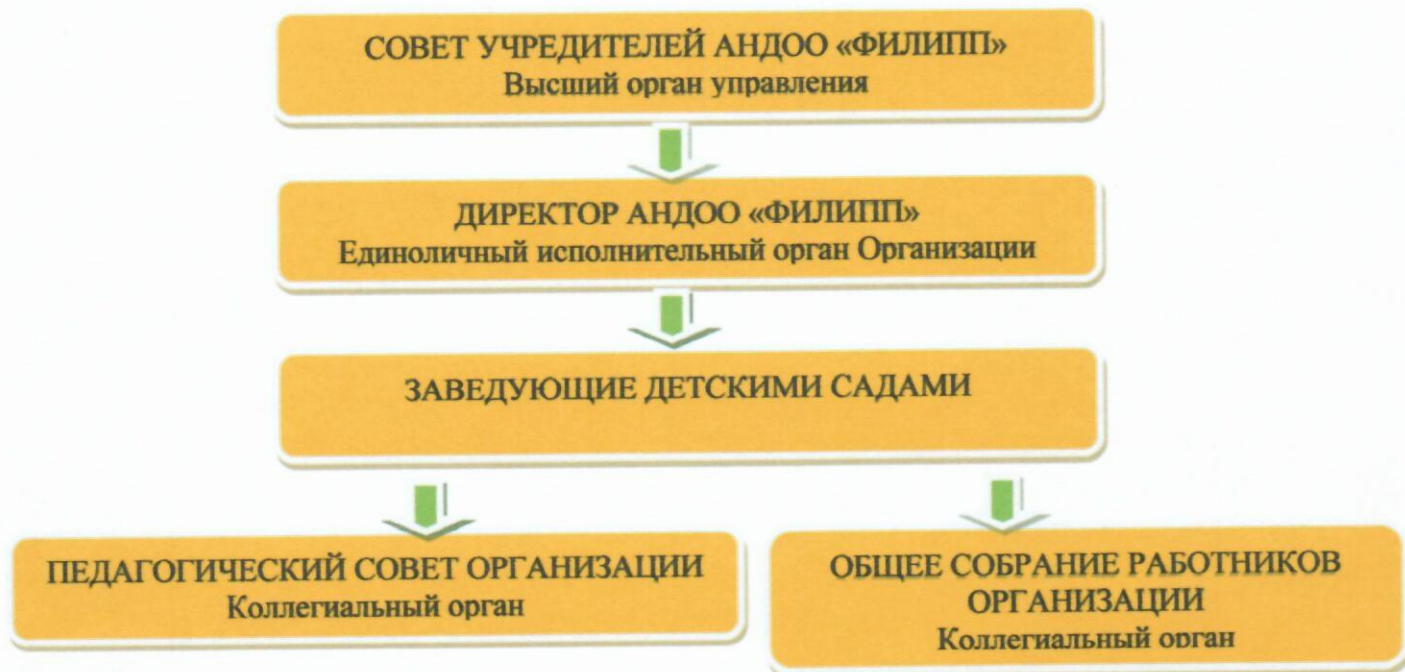 СОВЕТ УЧРЕДИТЕЛЕЙ АНДОО «ФИЛИПП»
Высший орган управления
ДИРЕКТОР АНДОО «ФИЛИПП»
Единоличный исполнительный орган Организации
ЗАВЕДУЮЩИЕ ДЕТСКИМИ САДАМИ
ПЕДАГОГИЧЕСКИЙ СОВЕТ ОРГАНИЗАЦИИ
Коллегиальный орган
ОБЩЕЕ СОБРАНИЕ РАБОТНИКОВ
ОРГАНИЗАЦИИ
Коллегиальный орган